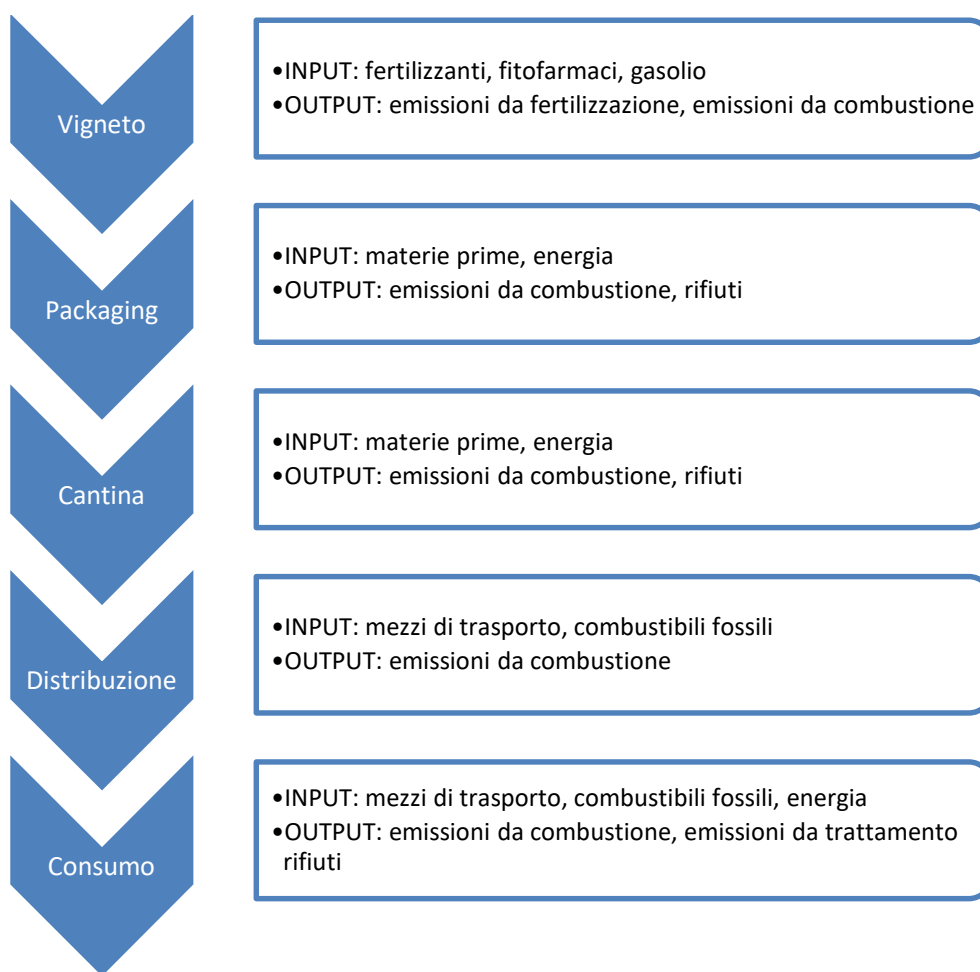 Vigneto
•INPUT: fertilizzanti, fitofarmaci, gasolio
•OUTPUT: emissioni da fertilizzazione, emissioni da combustione
Packaging
•INPUT: materie prime, energia
•OUTPUT: emissioni da combustione, rifiuti
Cantina
•INPUT: materie prime, energia
•OUTPUT: emissioni da combustione, rifiuti
Distribuzione
•INPUT: mezzi di trasporto, combustibili fossili
•OUTPUT: emissioni da combustione
Consumo
•INPUT: mezzi di trasporto, combustibili fossili, energia
•OUTPUT: emissioni da combustione, emissioni da trattamento
rifiuti